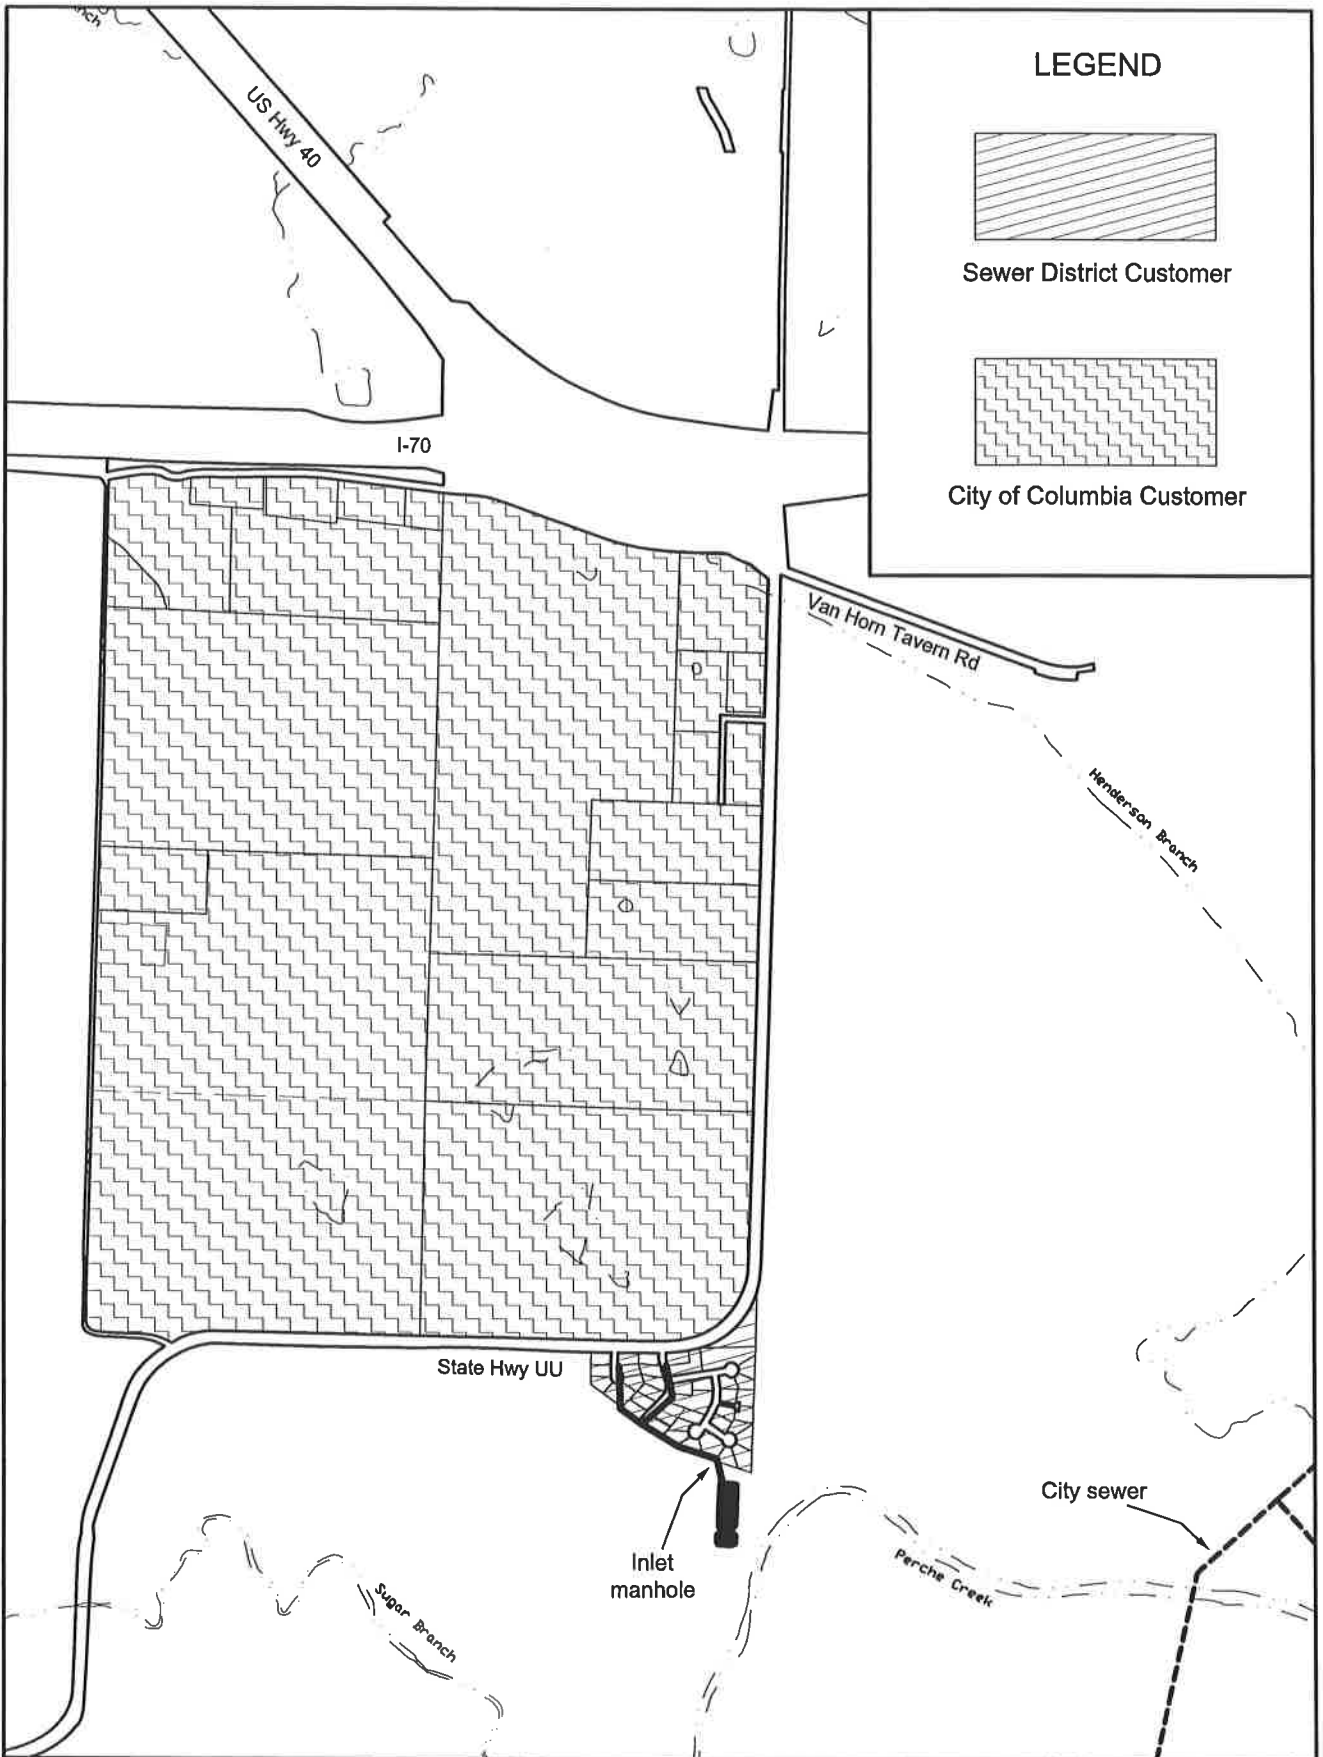 nch
US Hwy 40
LEGEND
Sewer District Customer
I-70
City of Columbia Customer
Van Horn Tavern Rd
Henderson Branch
State Hwy UU
City sewer
Inlet
manhole
Perche Creek
Sugar Branch